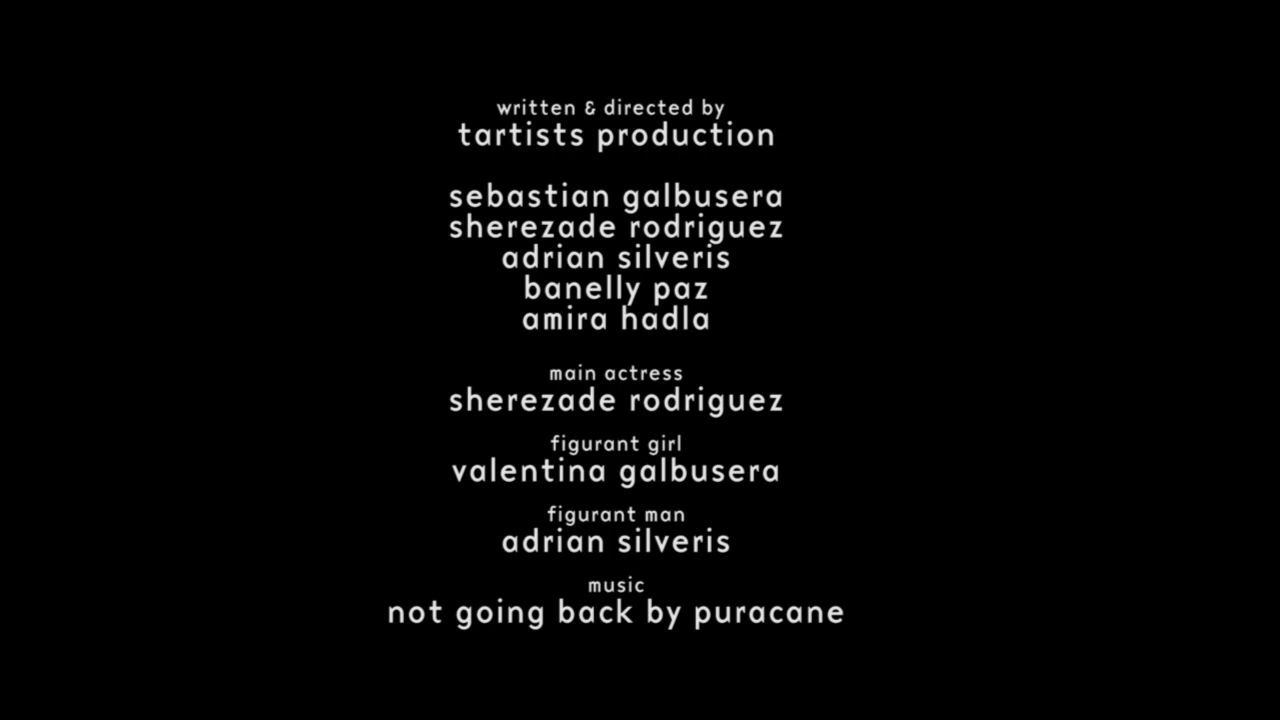 written & directed by
tartists production
sebastian galbusera
sherezade rodriguez
adrian silveris
banelly paz
amira hadla
main actress
sherezade rodriguez
figurant girl
valentina galbusera
figurant man
adrian silveris
music
not going back by puracane